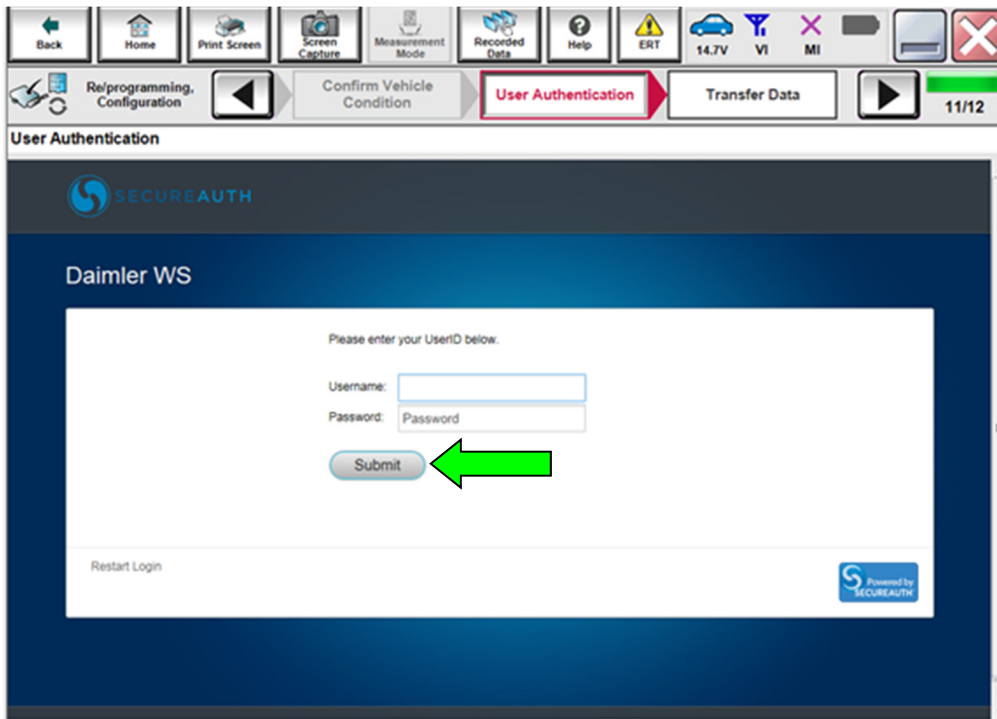 Back
Home
Print Screen
Screen
Capture
Measurement
Mode
Recorded
Data
Help
ERT
14.7V
VI
MI
Re/programming,
Configuration
Confirm Vehicle
Condition
User Authentication
Transfer Data
11/12
User Authentication
SECUREAUTH
Daimler WS
Please enter your UserID below.
Username:
Password:
Password
Submit
Restart Login
Powered by
SECUREAUTH